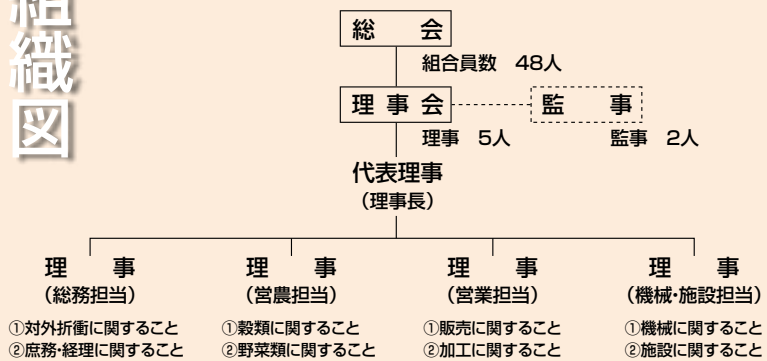 組織図
総　会
組合員数　48人
理事会
監　事
理事　5人
監事　2人
代表理事
（理事長）
理　事
（総務担当）
①対外折衝に関すること
②庶務・経理に関すること
理　事
（営農担当）
①穀類に関すること
②野菜類に関すること
理　事
（営業担当）
①販売に関すること
②加工に関すること
理　事
（機械・施設担当）
①機械に関すること
②施設に関すること